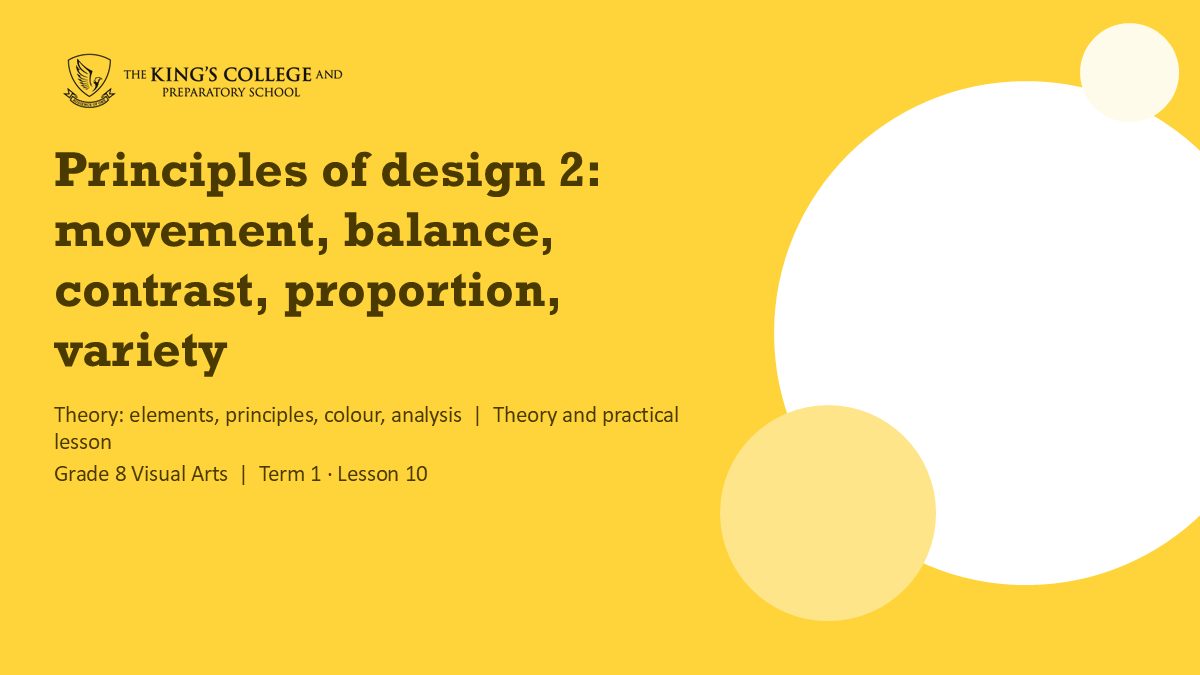 THE KING'S COLLEGE AND
PREPARATORY SCHOOL
Principles of design 2:
movement, balance,
contrast, proportion,
variety
Theory: elements, principles, colour, analysis | Theory and practical
lesson
Grade 8 Visual Arts | Term 1 · Lesson 10